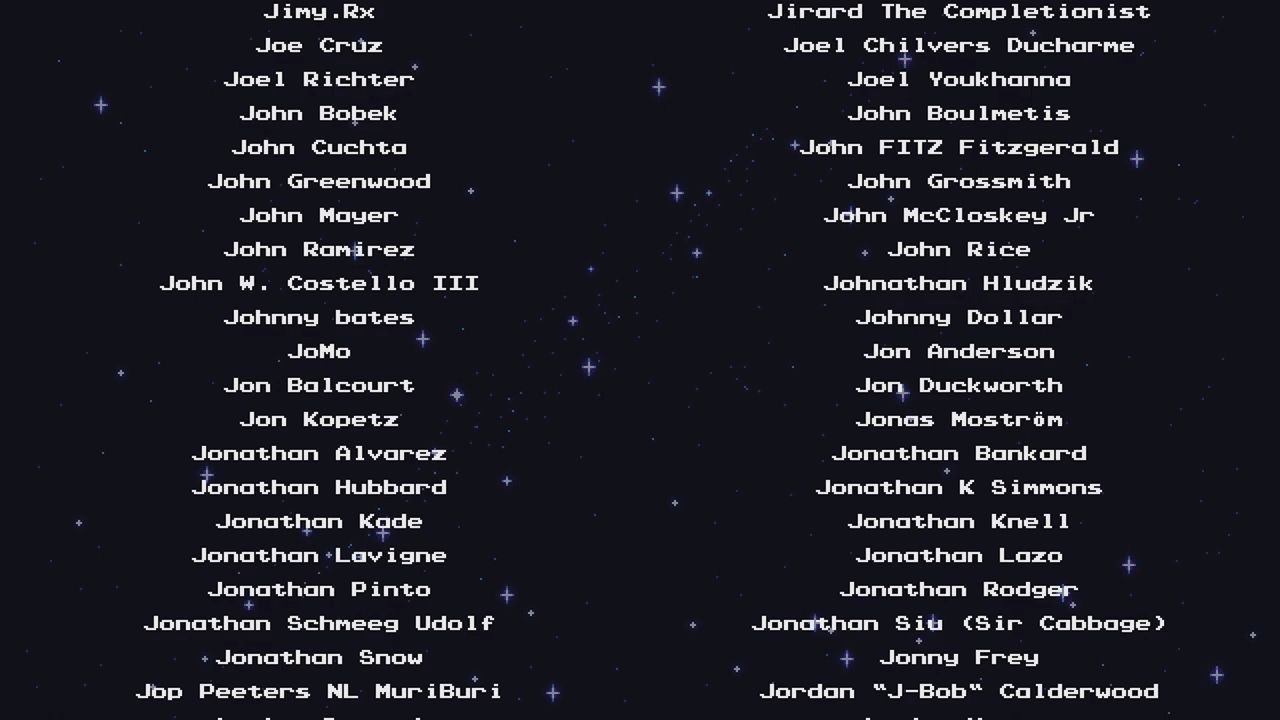 Jimy.Rx
Jirard The Completionist
Joe Cruz
Joel Chilvers Ducharme
Joel Richter
Joel Youkhanna
John Bobek
John Boulmetis
John Cuchta
John FITZ Fitzgerald
John Greenwood
John Grossmith
John Mayer
John McCloskey Jr
John Ramirez
John Rice
John W. Costello III
Johnathan Hludzik
Johnny bates
Johnny Dollar
JoMo
Jon Anderson
Jon Balcourt
Jon Duckworth
Jon Kopetz
Jonas Moström
Jonathan Alvarez
Jonathan Bankard
Jonathan Hubbard
Jonathan K Simmons
Jonathan Kade
Jonathan Knell
Jonathan Lavigne
Jonathan Lazo
Jonathan Pinto
Jonathan Rodger
Jonathan Schmeeg Udolf
Jonathan Siu (Sir Cabbage)
Jonathan Snow
Jonny Frey
Jop Peeters NL MuriBuri
Jordan "J-Bob" Calderwood